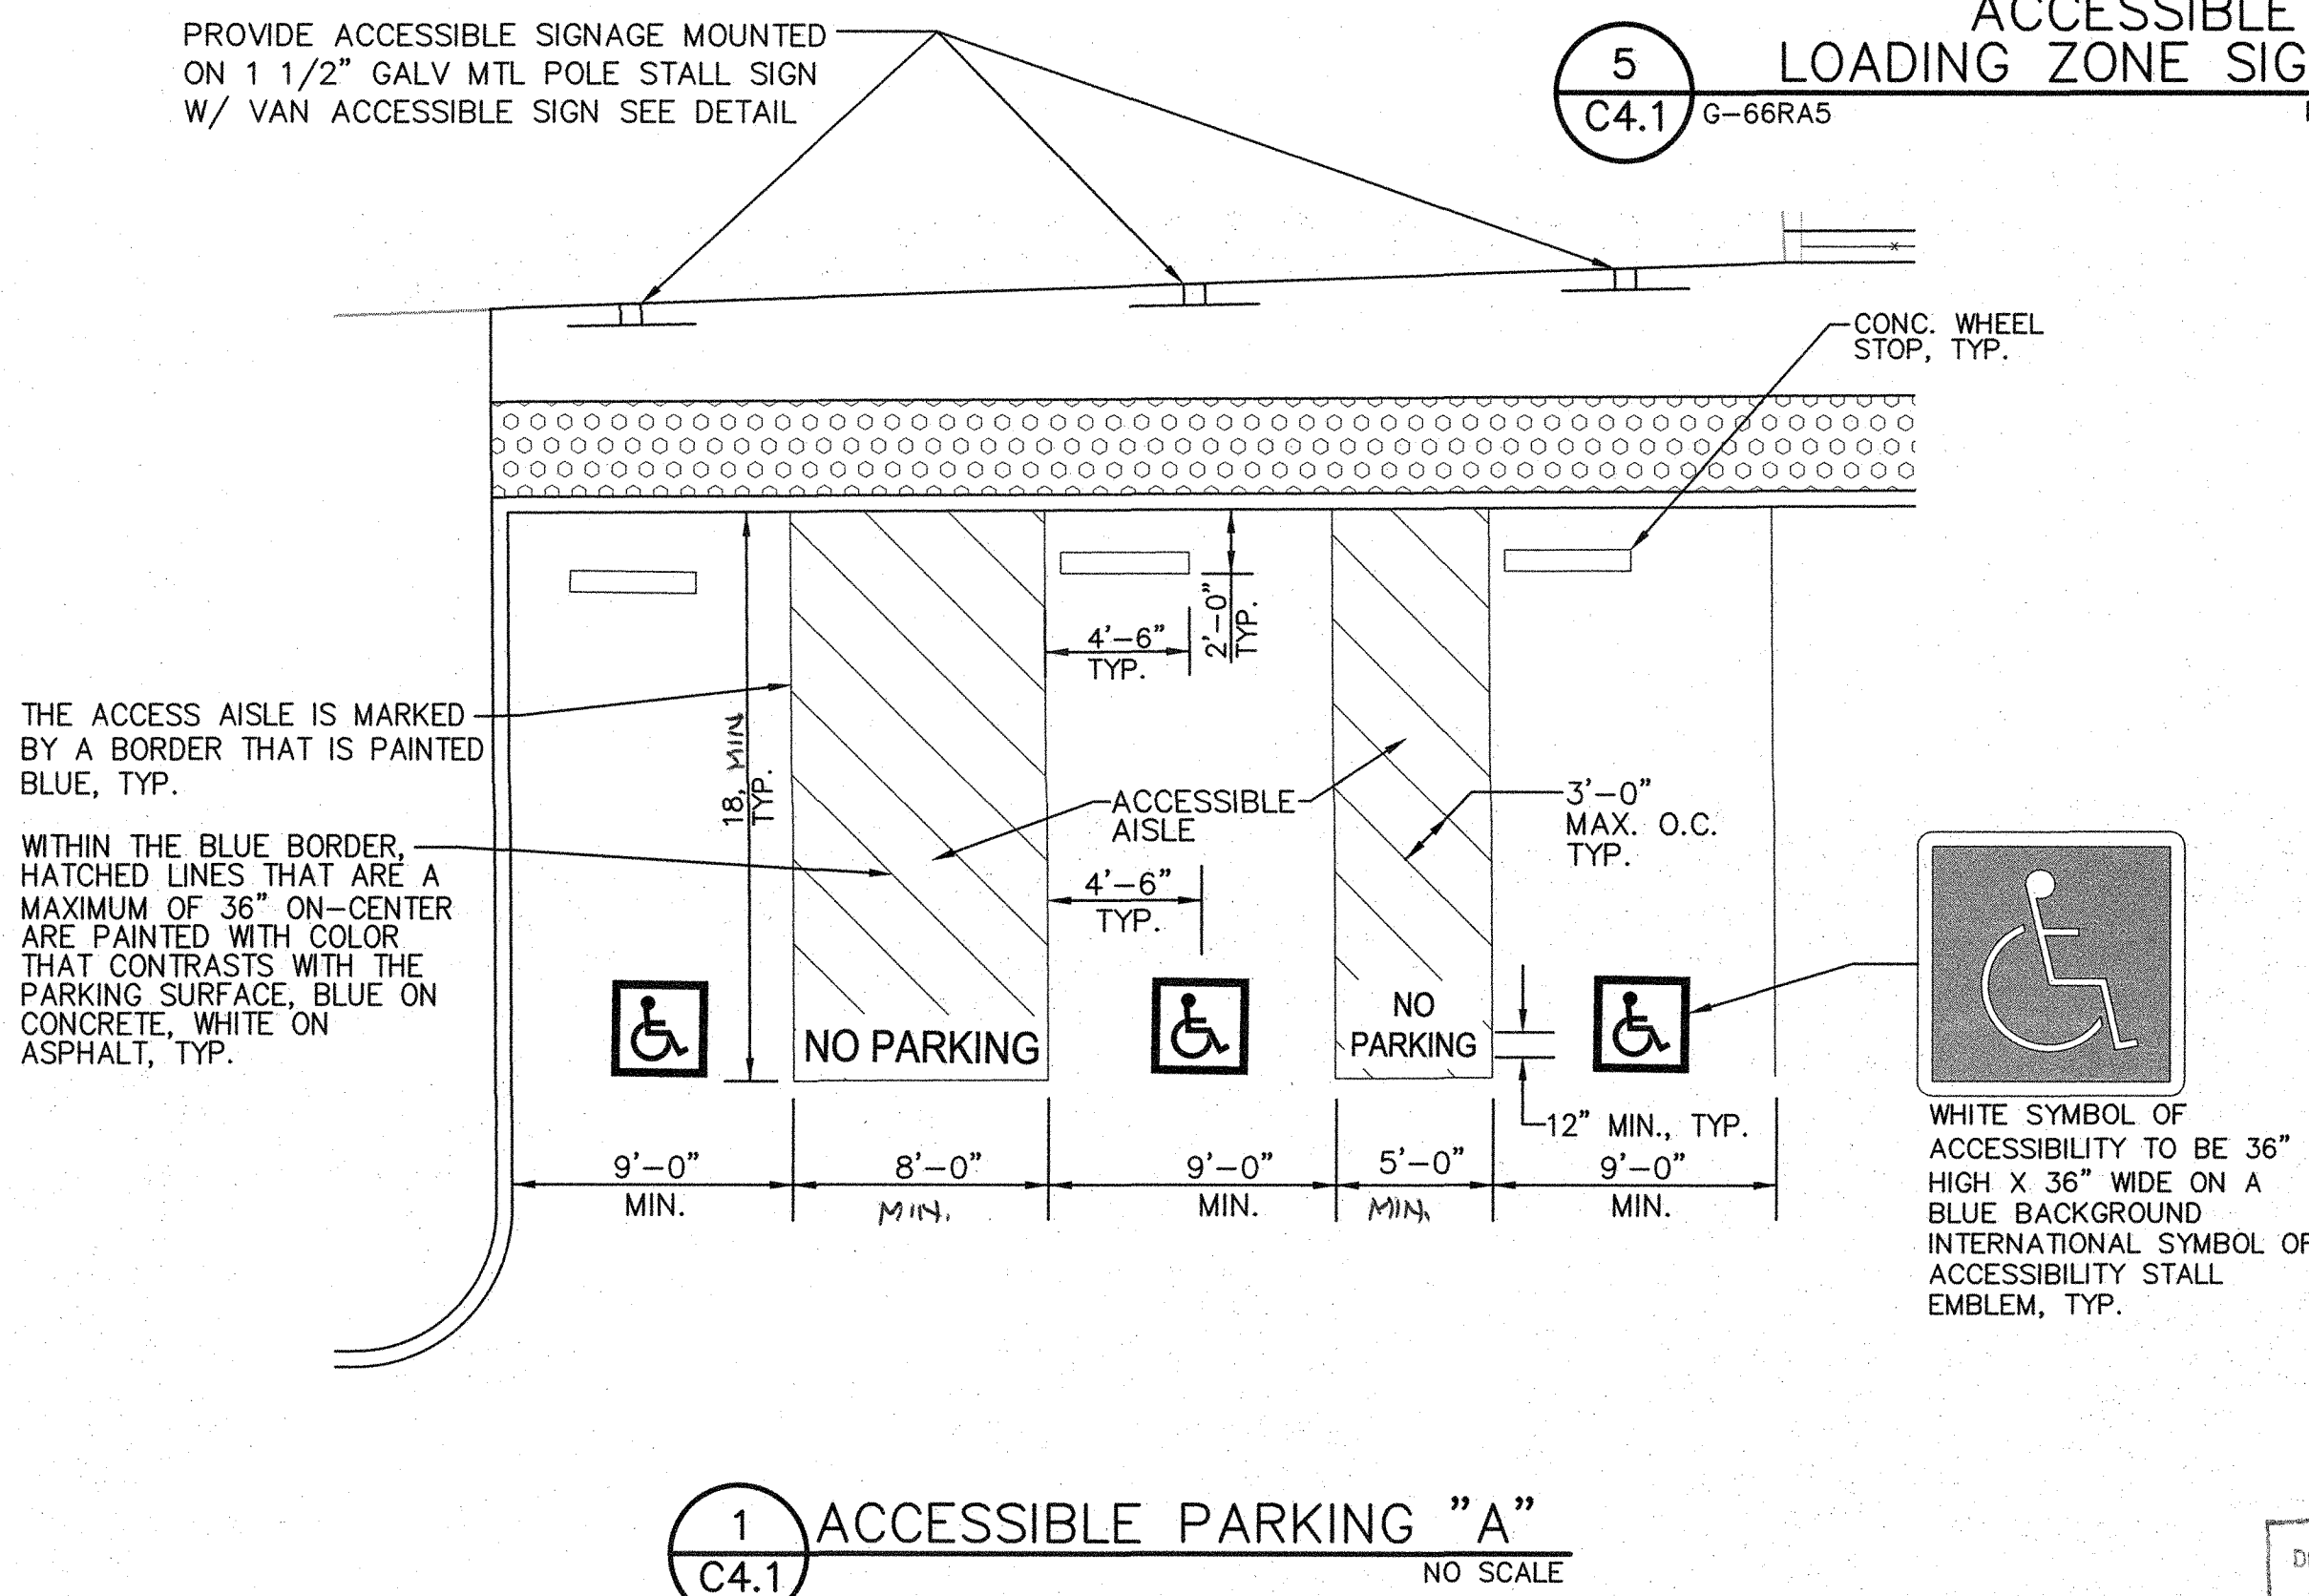 PROVIDE ACCESSIBLE SIGNAGE MOUNTED
ON 1 1/2" GALV MTL POLE STALL SIGN
W/ VAN ACCESSIBLE SIGN SEE DETAIL
ACCESSIBLE
5
LOADING ZONE SIG
C4.1
G-66RA5
CONC. WHEEL
STOP, TYP.
4'-6"
TYP.
2'-0"
TYP.
THE ACCESS AISLE IS MARKED
BY A BORDER THAT IS PAINTED
BLUE, TYP.
18, MIN
TYP.
ACCESSIBLE
AISLE
3'-0"
MAX. O.C.
TYP.
WITHIN THE BLUE BORDER,
HATCHED LINES THAT ARE A
MAXIMUM OF 36" ON-CENTER
ARE PAINTED WITH COLOR
THAT CONTRASTS WITH THE
PARKING SURFACE, BLUE ON
CONCRETE, WHITE ON
ASPHALT, TYP.
4'-6"
TYP.
NO PARKING
NO
PARKING
12" MIN., TYP.
9'-0"
MIN.
8'-0"
MIN.
9'-0"
MIN.
5'-0"
MIN.
9'-0"
MIN.
WHITE SYMBOL OF
ACCESSIBILITY TO BE 36"
HIGH X 36" WIDE ON A
BLUE BACKGROUND
INTERNATIONAL SYMBOL OF
ACCESSIBILITY STALL
EMBLEM, TYP.
1
ACCESSIBLE PARKING "A"
C4.1
NO SCALE